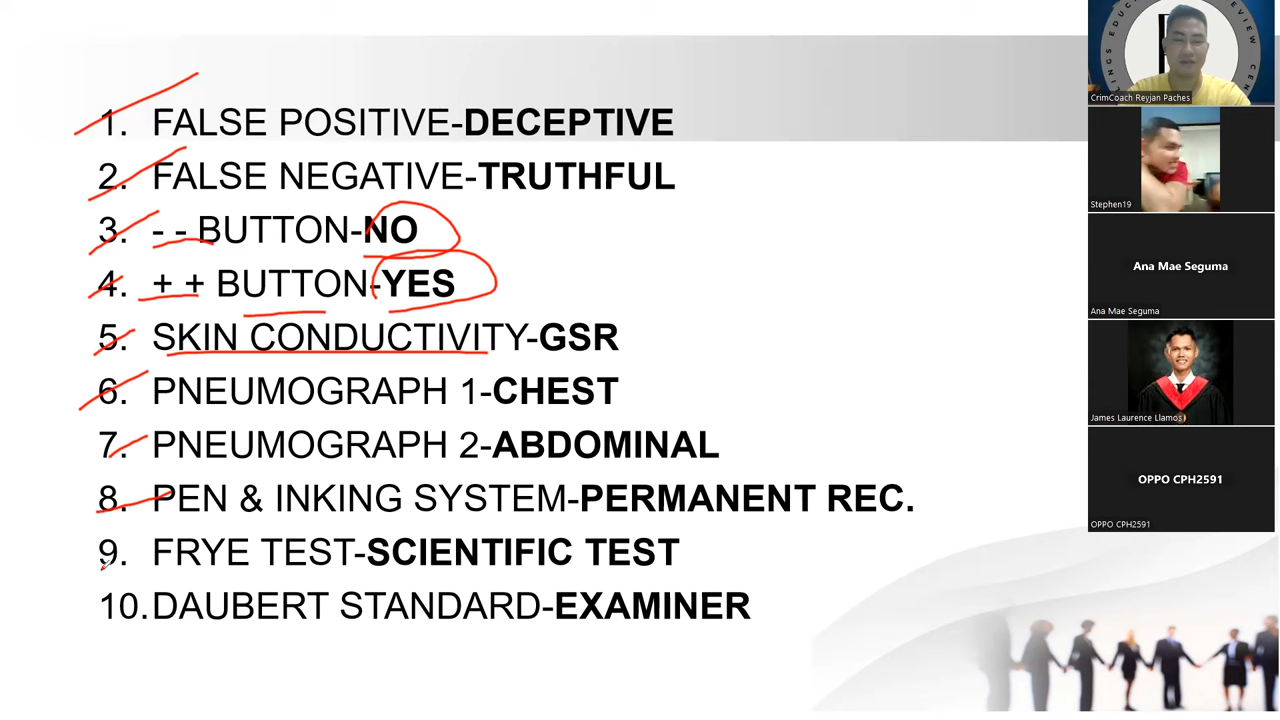 1. FALSE POSITIVE-DECEPTIVE
2. FALSE NEGATIVE-TRUTHFUL
3. - - BUTTON-NO
4. + + BUTTON-YES
5. SKIN CONDUCTIVITY-GSR
6. PNEUMOGRAPH 1-CHEST
7. PNEUMOGRAPH 2-ABDOMINAL
8. PEN & INKING SYSTEM-PERMANENT REC.
9. FRYE TEST-SCIENTIFIC TEST
10. DAUBERT STANDARD-EXAMINER
CrimCoach Reyjan Paches
Stephen19
Ana Mae Seguma
Ana Mae Seguma
James Laurence Llamos
OPPO CPH2591
OPPO CPH2591